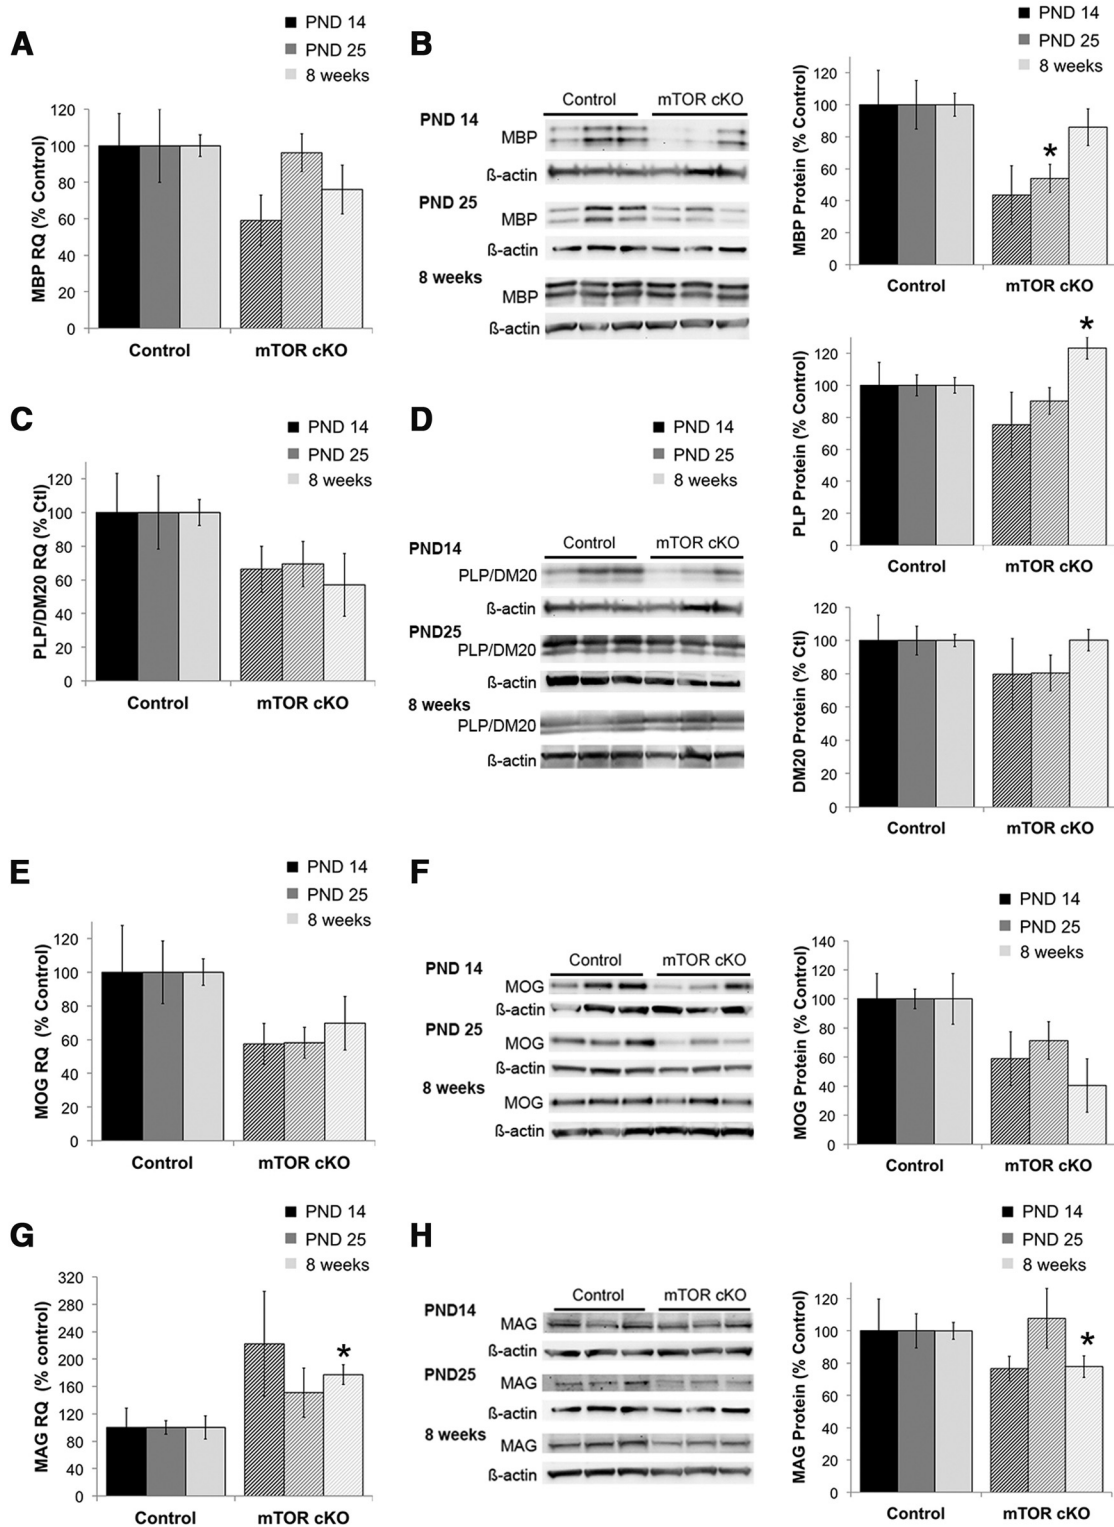 A
PND 14
PND 25
8 weeks
MBP RQ (% Control)
120
100
80
60
40
20
0
Control
mTOR cKO
B
Control
mTOR cKO
PND 14
MBP
ß-actin
PND 25
MBP
ß-actin
8 weeks
MBP
ß-actin
PND 14
PND 25
8 weeks
MBP Protein (% Control)
120
100
80
60
40
20
0
*
Control
mTOR cKO
C
PND 14
PND 25
8 weeks
PLP/DM20 RQ (% Ctl)
120
100
80
60
40
20
0
Control
mTOR cKO
D
PND 14
PND 25
8 weeks
Control
mTOR cKO
PND14
PLP/DM20
ß-actin
PND25
PLP/DM20
ß-actin
8 weeks
PLP/DM20
ß-actin
PLP Protein (% Control)
120
100
80
60
40
20
0
*
Control
mTOR cKO
DM20 Protein (% Ctl)
120
100
80
60
40
20
0
Control
mTOR cKO
E
PND 14
PND 25
8 weeks
MOG RQ (% Control)
120
100
80
60
40
20
0
Control
mTOR cKO
F
Control
mTOR cKO
PND 14
MOG
ß-actin
PND 25
MOG
ß-actin
8 weeks
MOG
ß-actin
PND 14
PND 25
8 weeks
MOG Protein (% Control)
140
120
100
80
60
40
20
0
Control
mTOR cKO
G
PND 14
PND 25
8 weeks
MAG RQ (% control)
320
280
240
200
160
120
80
40
0
*
Control
mTOR cKO
H
Control
mTOR cKO
PND14
MAG
ß-actin
PND25
MAG
ß-actin
8 weeks
MAG
ß-actin
PND 14
PND 25
8 weeks
MAG Protein (% Control)
120
100
80
60
40
20
0
*
Control
mTOR cKO